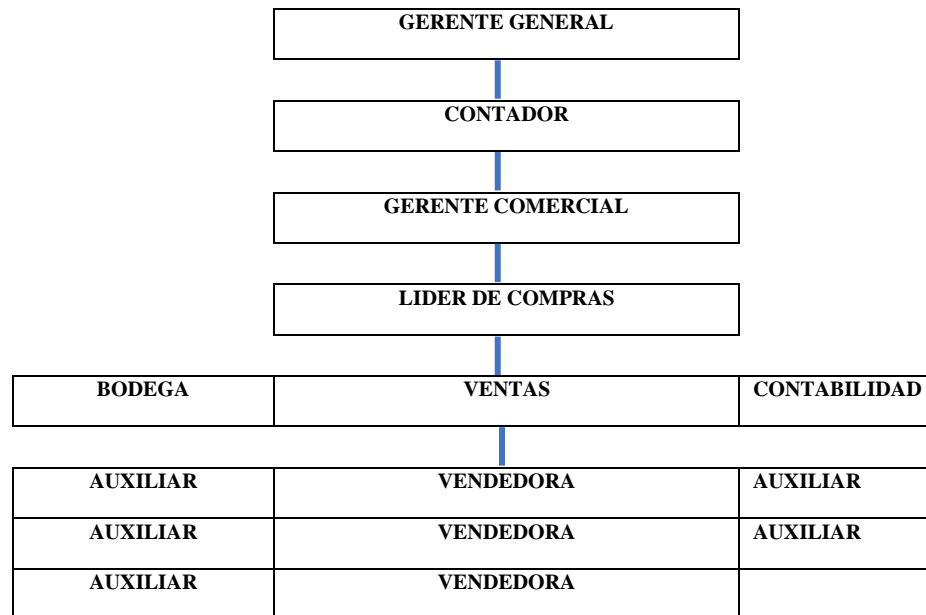 GERENTE GENERAL
CONTADOR
GERENTE COMERCIAL
LIDER DE COMPRAS
BODEGA VENTAS CONTABILIDAD
AUXILIAR VENDEDORA AUXILIAR
AUXILIAR VENDEDORA AUXILIAR
AUXILIAR VENDEDORA